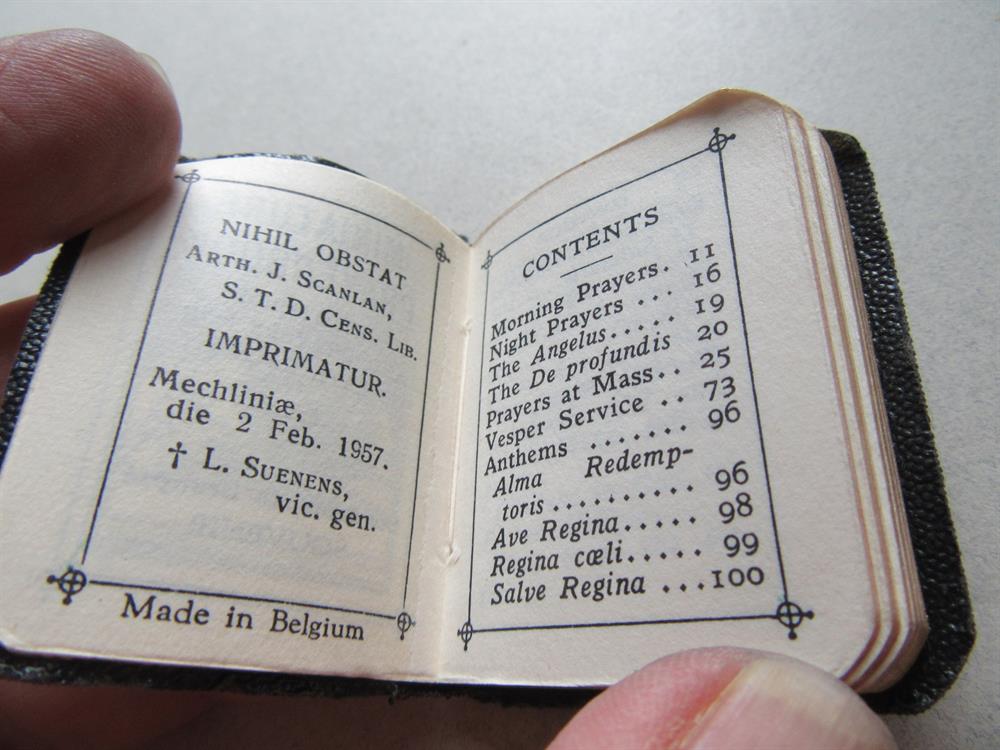 NIHIL OBSTAT
ARTH. J. SCANLAN,
S. T. D. CENS. LIB.
IMPRIMATUR.
Mechliniæ,
die 2 Feb. 1957.
† L. SUENENS,
vic. gen.
Made in Belgium
CONTENTS
Morning Prayers. 11
Night Prayers ... 16
The Angelus..... 19
The De profundis 20
Prayers at Mass.. 25
Vesper Service .. 73
Anthems ....... 96
Alma Redemp-
toris.......... 96
Ave Regina..... 98
Regina cœli..... 99
Salve Regina ...100